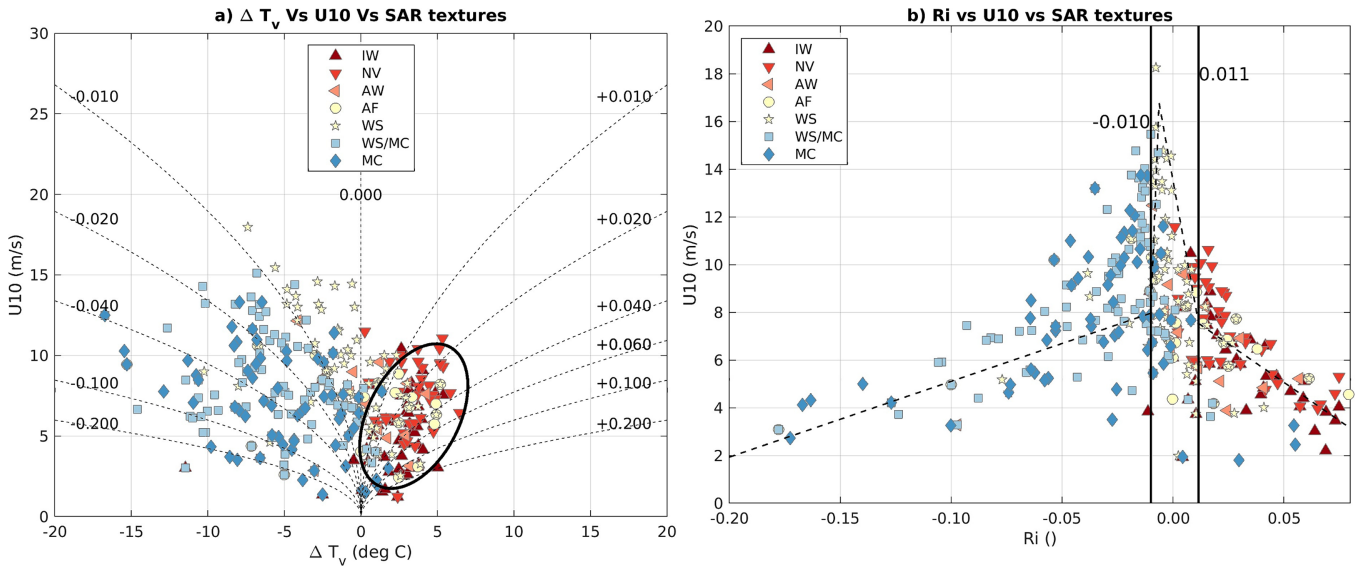 a) Δ Tv Vs U10 Vs SAR textures
30
25
20
15
10
5
0
U10 (m/s)
-0.010
-0.020
-0.040
-0.100
-0.200
0.000
+0.010
+0.020
+0.040
+0.060
+0.100
+0.200
IW
NV
AW
AF
WS
WS/MC
MC
-20
-15
-10
-5
0
5
10
15
20
Δ Tv (deg C)
b) Ri vs U10 vs SAR textures
20
18
16
14
12
10
8
6
4
2
0
U10 (m/s)
IW
NV
AW
AF
WS
WS/MC
MC
-0.010
0.011
-0.20
-0.15
-0.10
-0.05
0.00
0.05
Ri ()